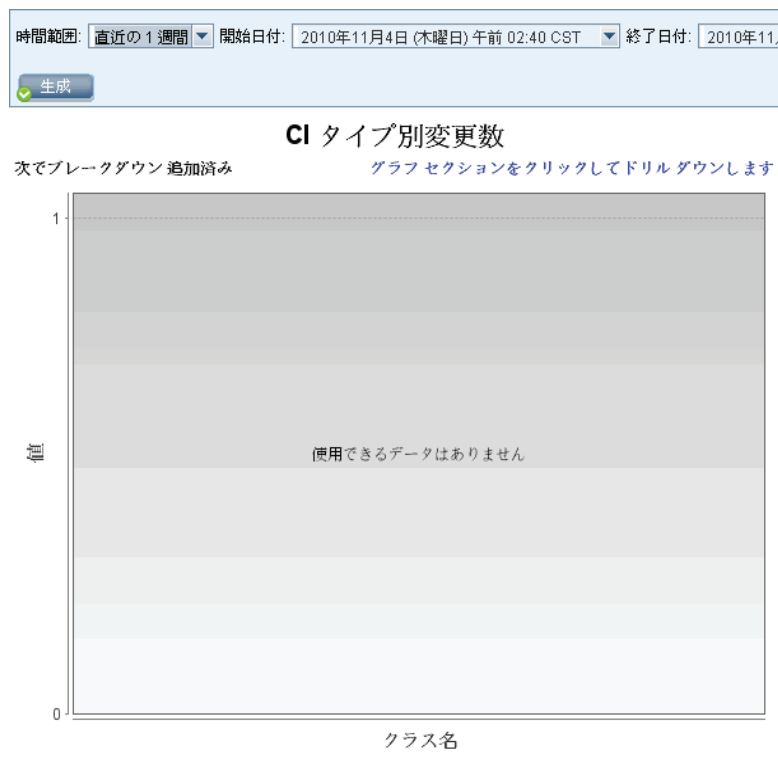 時間範囲: 直近の 1 週間 開始日付: 2010年11月4日 (木曜日) 午前 02:40 CST 終了日付: 2010年11
生成
CI タイプ別変更数
次でブレークダウン 追加済み グラフ セクションをクリックしてドリル ダウンします
1
値
使用できるデータはありません
0
クラス名